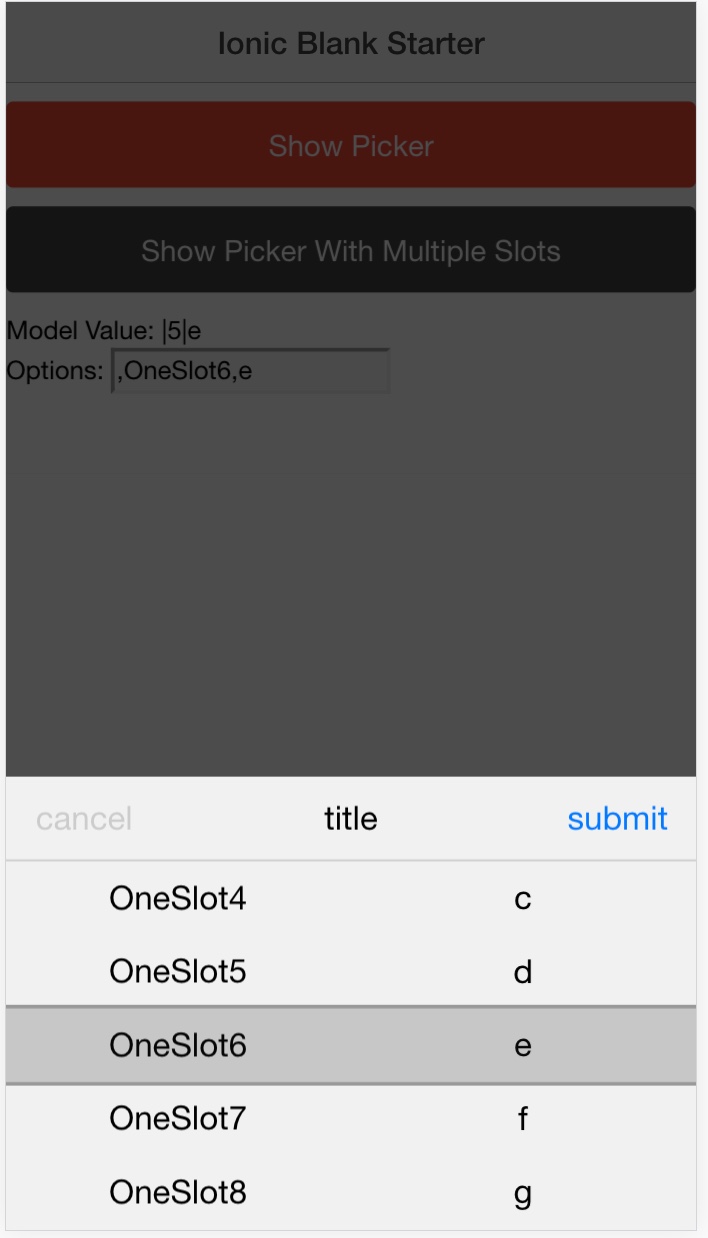 Ionic Blank Starter
Show Picker
Show Picker With Multiple Slots
Model Value: |5|e
Options: ,OneSlot6,e
cancel title submit
OneSlot4 c
OneSlot5 d
OneSlot6 e
OneSlot7 f
OneSlot8 g